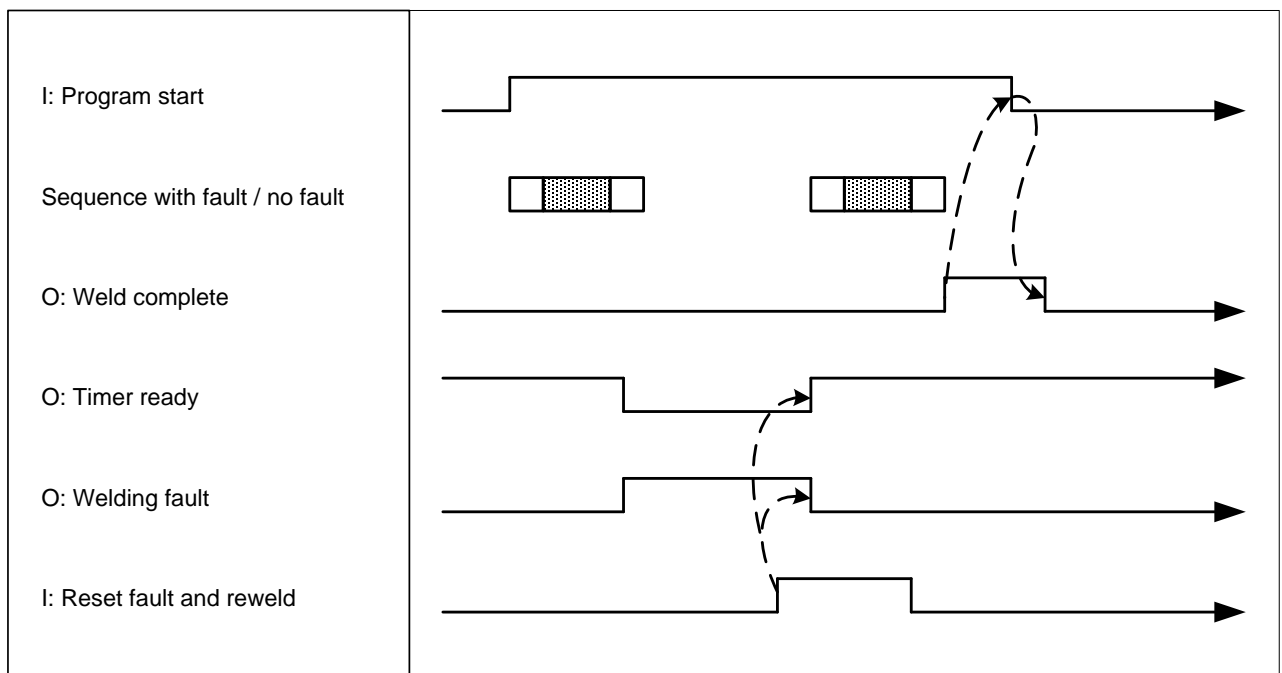 I: Program start
Sequence with fault / no fault
O: Weld complete
O: Timer ready
O: Welding fault
I: Reset fault and reweld